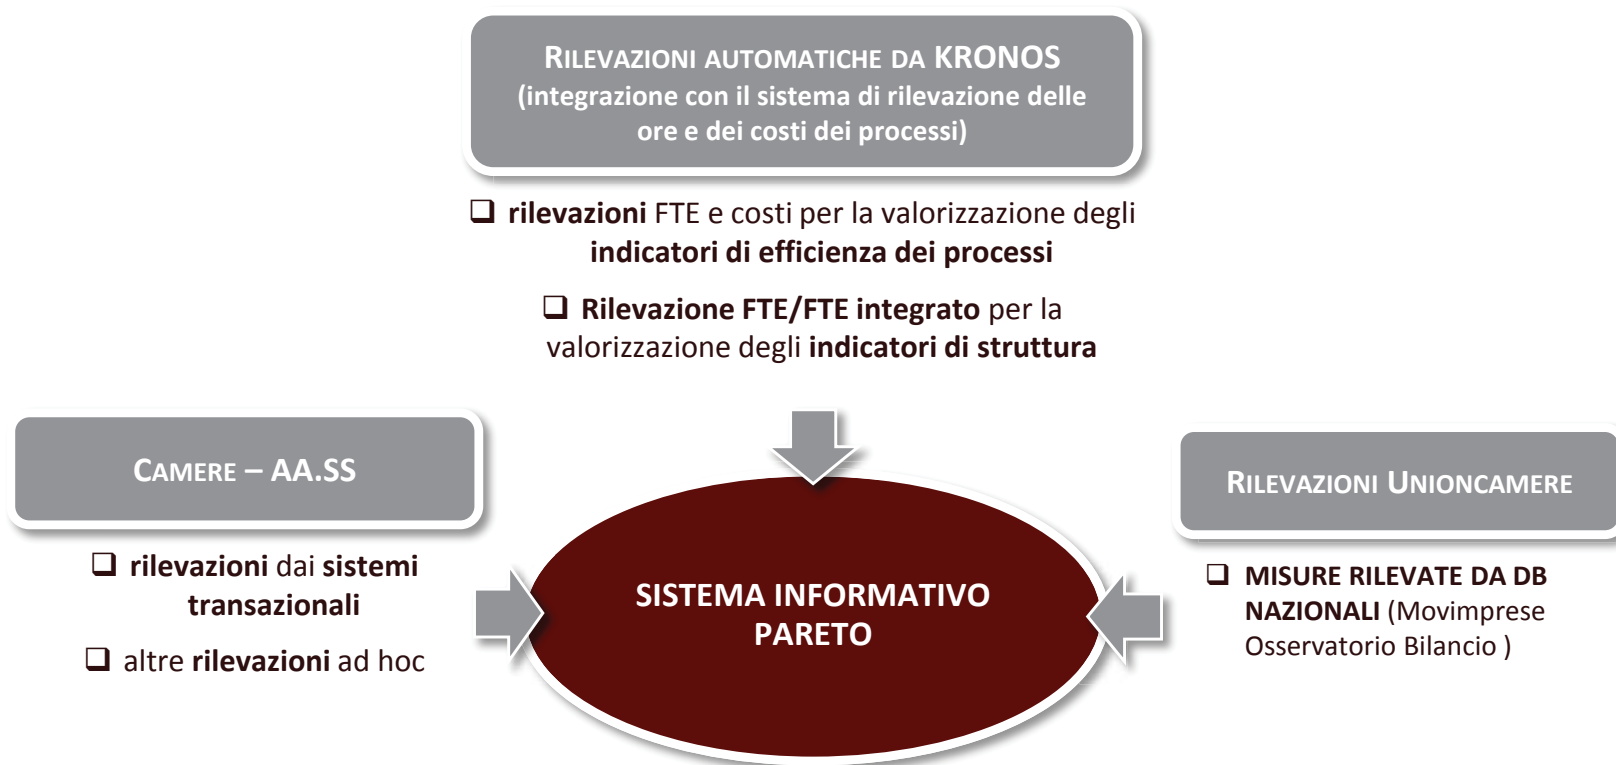 RILEVAZIONI AUTOMATICHE DA KRONOS
(integrazione con il sistema di rilevazione delle
ore e dei costi dei processi)
❑ rilevazioni FTE e costi per la valorizzazione degli
indicatori di efficienza dei processi
❑ Rilevazione FTE/FTE integrato per la
valorizzazione degli indicatori di struttura
CAMERE – AA.SS
❑ rilevazioni dai sistemi
transazionali
❑ altre rilevazioni ad hoc
SISTEMA INFORMATIVO
PARETO
RILEVAZIONI UNIONCAMERE
❑ MISURE RILEVATE DA DB
NAZIONALI (Movimprese
Osservatorio Bilancio )